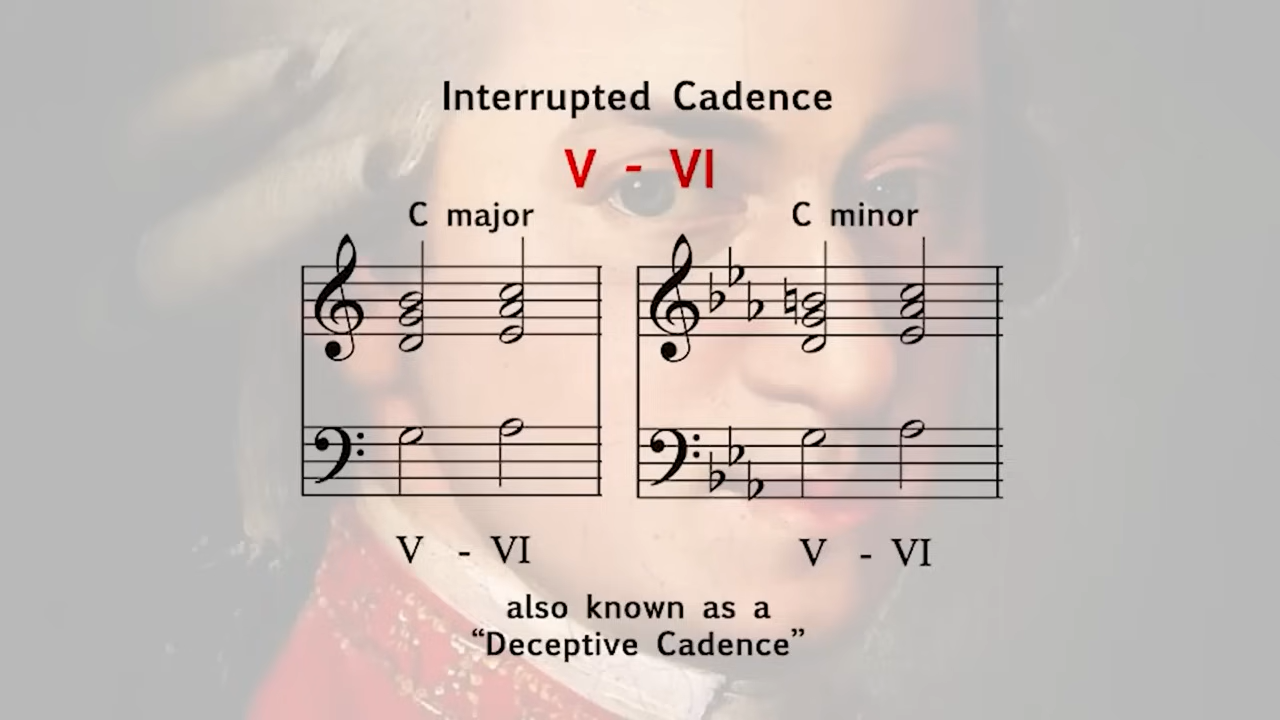 Interrupted Cadence
V - VI
C major C minor
V - VI V - VI
also known as a
“Deceptive Cadence”